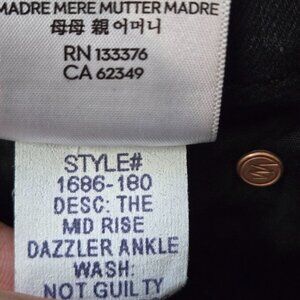 MADRE MERE MUTTER MADRE
母母 親 어머니
RN 133376
CA 62349
STYLE#
1686-180
DESC: THE
MID RISE
DAZZLER ANKLE
WASH:
NOT GUILTY